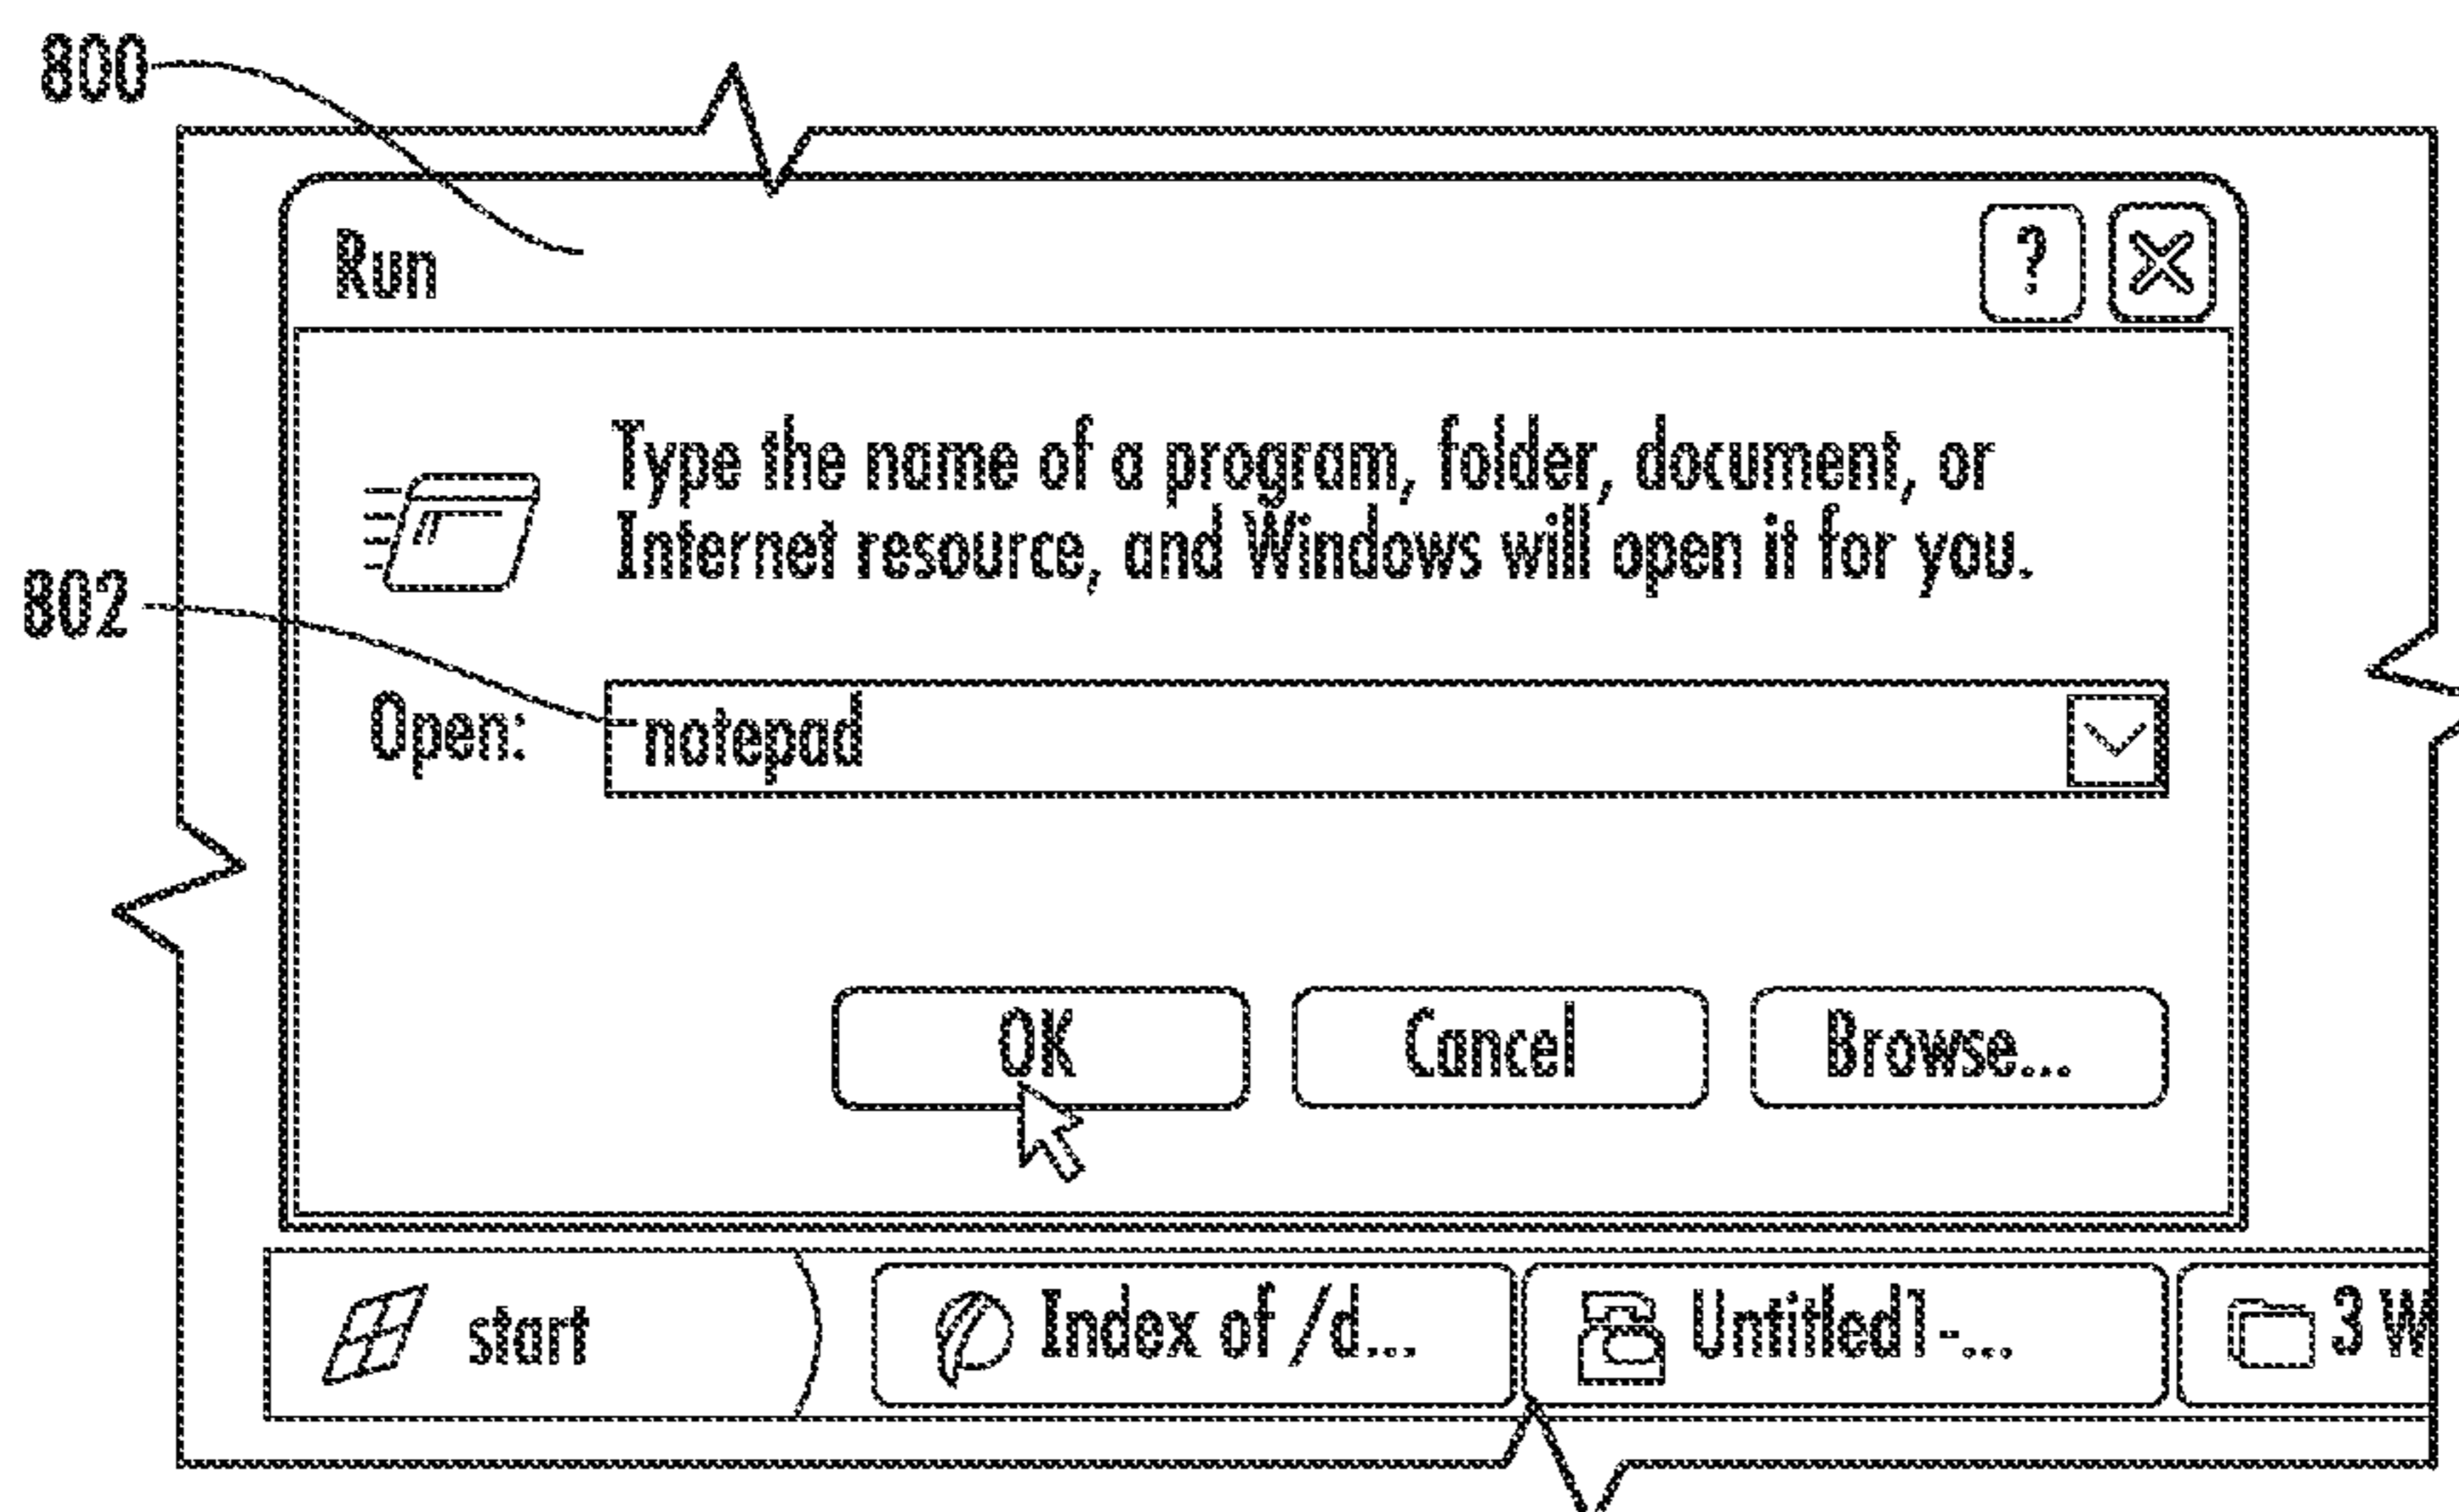 800
Run
?
Type the name of a program, folder, document, or
Internet resource, and Windows will open it for you.
802
Open: notepad
OK Cancel Browse...
start Index of /d... Untitled1-... 3 W